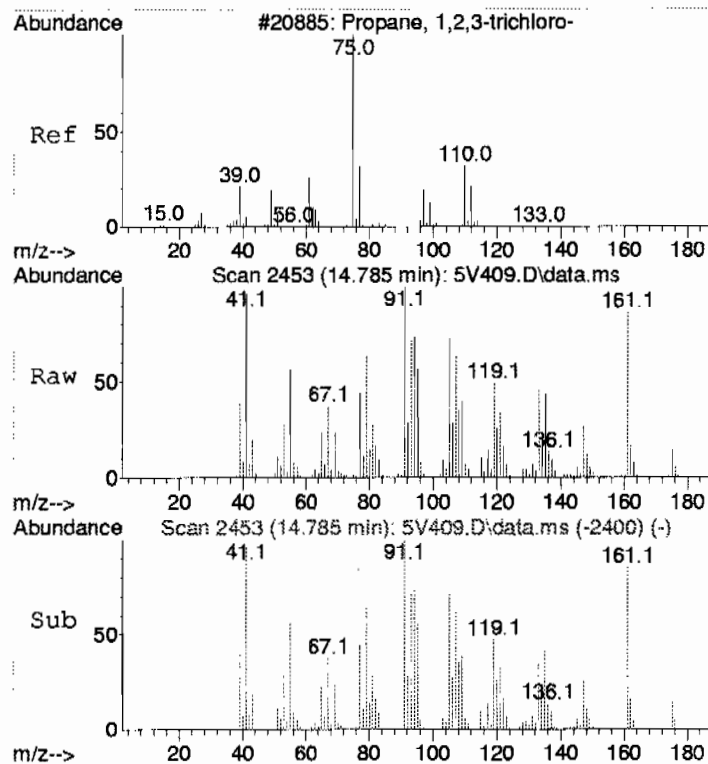 Abundance #20885: Propane, 1,2,3-trichloro-
75.0
Ref 50
39.0 110.0
15.0 56.0 133.0
0
m/z--> 20 40 60 80 100 120 140 160 180
Abundance Scan 2453 (14.785 min): 5V409.D\data.ms
41.1 91.1 161.1
Raw 50
67.1 119.1
136.1
0
m/z--> 20 40 60 80 100 120 140 160 180
Abundance Scan 2453 (14.785 min): 5V409.D\data.ms (-2400) (-)
41.1 91.1 161.1
Sub 50
67.1 119.1
136.1
0
m/z--> 20 40 60 80 100 120 140 160 180